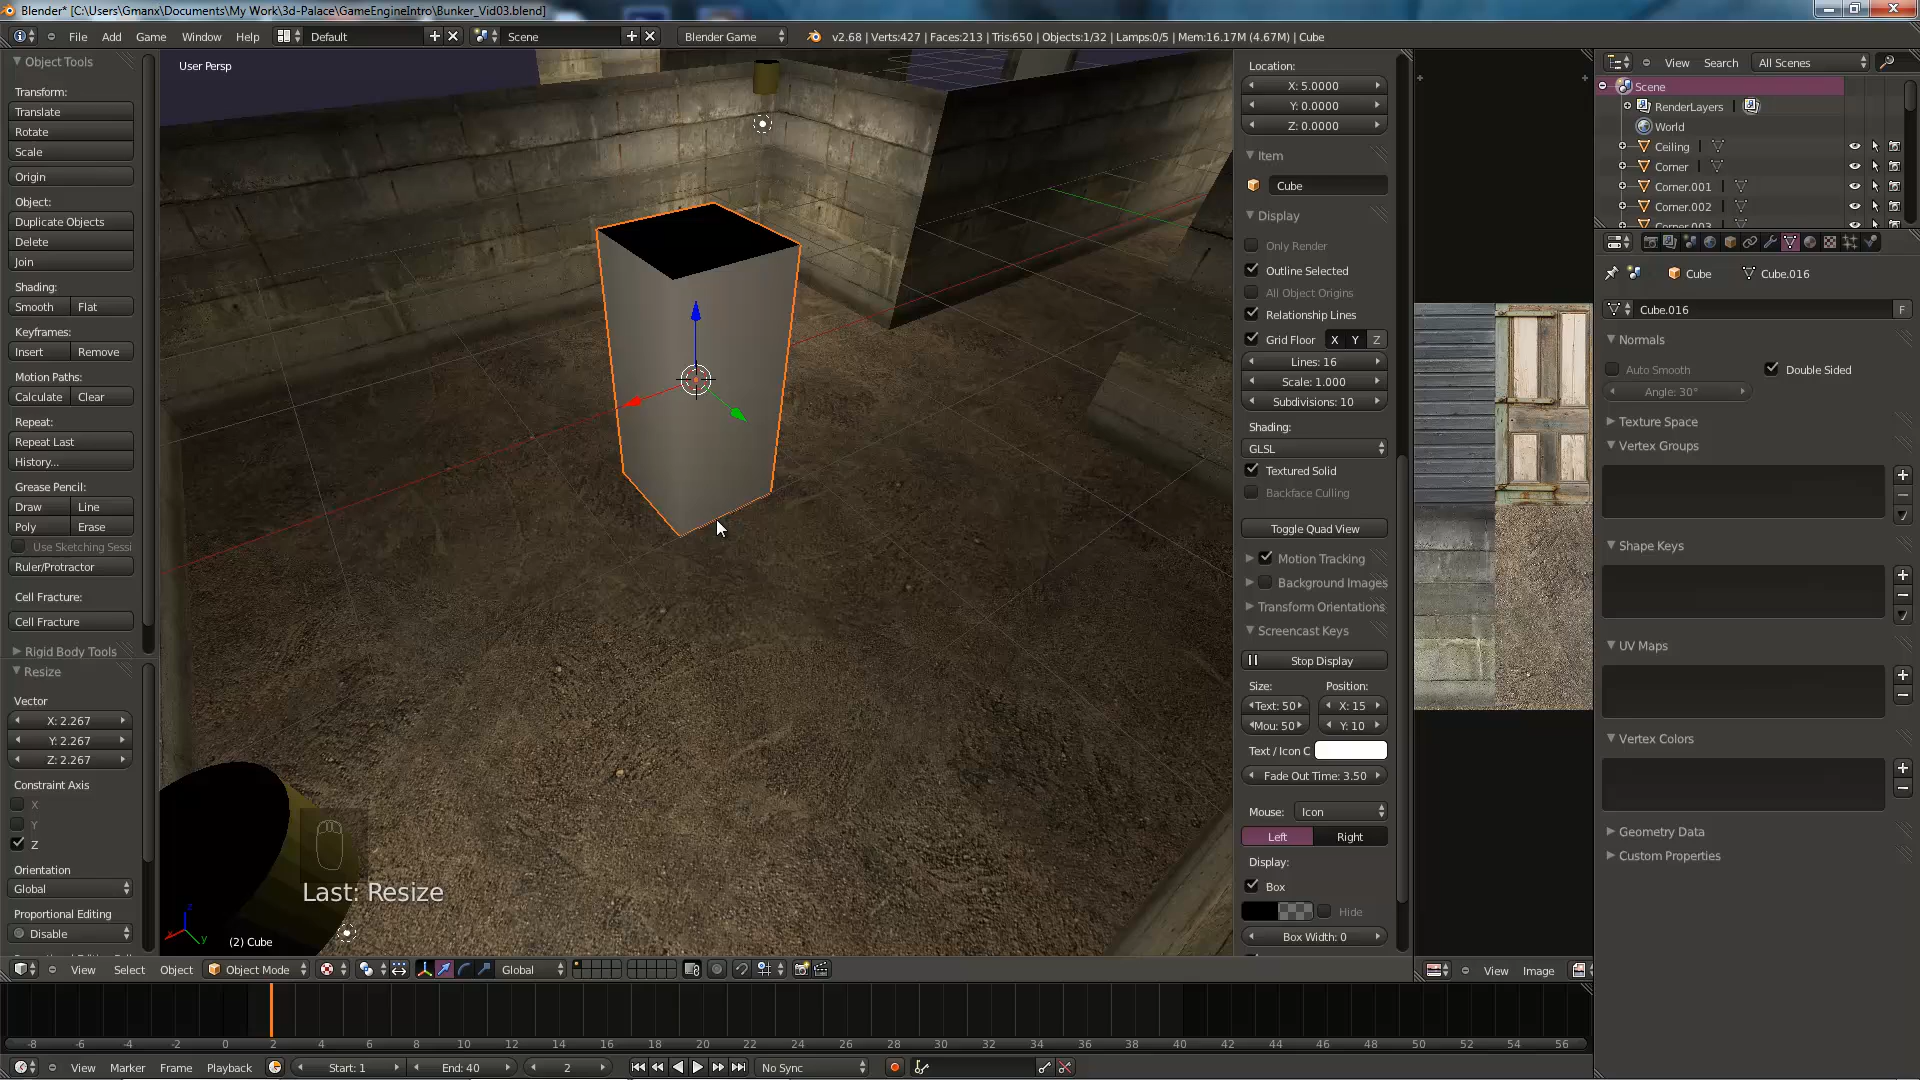 Blender* [C:\Users\Gmanx\Documents\My Work\3d-Palace\GameEngineIntro\Bunker_Vid03.blend]
File Add Game Window Help Default Scene Blender Game v2.68 | Verts:427 | Faces:213 | Tris:650 | Objects:1/32 | Lamps:0/5 | Mem:16.17M (4.67M) | Cube
Object Tools
Transform:
Translate
Rotate
Scale
Origin
Object:
Duplicate Objects
Delete
Join
Shading:
Smooth Flat
Keyframes:
Insert Remove
Motion Paths:
Calculate Clear
Repeat:
Repeat Last
History...
Grease Pencil:
Draw Line
Poly Erase
Use Sketching Sessi
Ruler/Protractor
Cell Fracture:
Cell Fracture
Rigid Body Tools
Resize
Vector
X: 2.267
Y: 2.267
Z: 2.267
Constraint Axis
X
Y
Z
Orientation
Global
Proportional Editing
Disable
User Persp
Last: Resize
(2) Cube
x y z
View Select Object Object Mode Global
Location:
X: 5.0000
Y: 0.0000
Z: 0.0000
Item
Cube
Display
Only Render
Outline Selected
All Object Origins
Relationship Lines
Grid Floor X Y Z
Lines: 16
Scale: 1.000
Subdivisions: 10
Shading:
GLSL
Textured Solid
Backface Culling
Toggle Quad View
Motion Tracking
Background Images
Transform Orientations
Screencast Keys
Stop Display
Size: Position:
Text: 50 X: 15
Mou: 50 Y: 10
Text / Icon C
Fade Out Time: 3.50
Mouse: Icon
Left Right
Display:
Box
Hide
Box Width: 0
View Image
View Search All Scenes
Scene
RenderLayers
World
Ceiling
Corner
Corner.001
Corner.002
Corner.003
Cube Cube.016
Cube.016 F
Normals
Auto Smooth Double Sided
Angle: 30°
Texture Space
Vertex Groups
Shape Keys
UV Maps
Vertex Colors
Geometry Data
Custom Properties
-8 -6 -4 -2 0 2 4 6 8 10 12 14 16 18 20 22 24 26 28 30 32 34 36 38 40 42 44 46 48 50 52 54 56
View Marker Frame Playback Start: 1 End: 40 2 No Sync